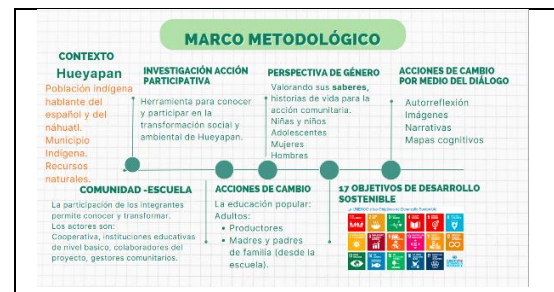 MARCO METODOLÓGICO
CONTEXTO
Hueyapan
Población indígena
hablante del
español y del
náhuatl.
Municipio
Indígena.
Recursos
naturales.
INVESTIGACIÓN ACCIÓN
PARTICIPATIVA
Herramienta para conocer
y participar en la
transformación social y
ambiental de Hueyapan.
PERSPECTIVA DE GÉNERO
Valorando sus saberes,
historias de vida para la
acción comunitaria.
Niñas y niños
Adolescentes
Mujeres
Hombres
ACCIONES DE CAMBIO
POR MEDIO DEL DIÁLOGO
Autorreflexión
Imágenes
Narrativas
Mapas cognitivos
COMUNIDAD -ESCUELA
La participación de los integrantes
permite conocer y transformar.
Los actores son:
Cooperativa, instituciones educativas
de nivel basico, colaboradores del
proyecto, gestores comunitarios.
ACCIONES DE CAMBIO
La educación popular:
Adultos:
• Productores
• Madres y padres
de familia (desde la
escuela).
17 OBJETIVOS DE DESARROLLO
SOSTENIBLE